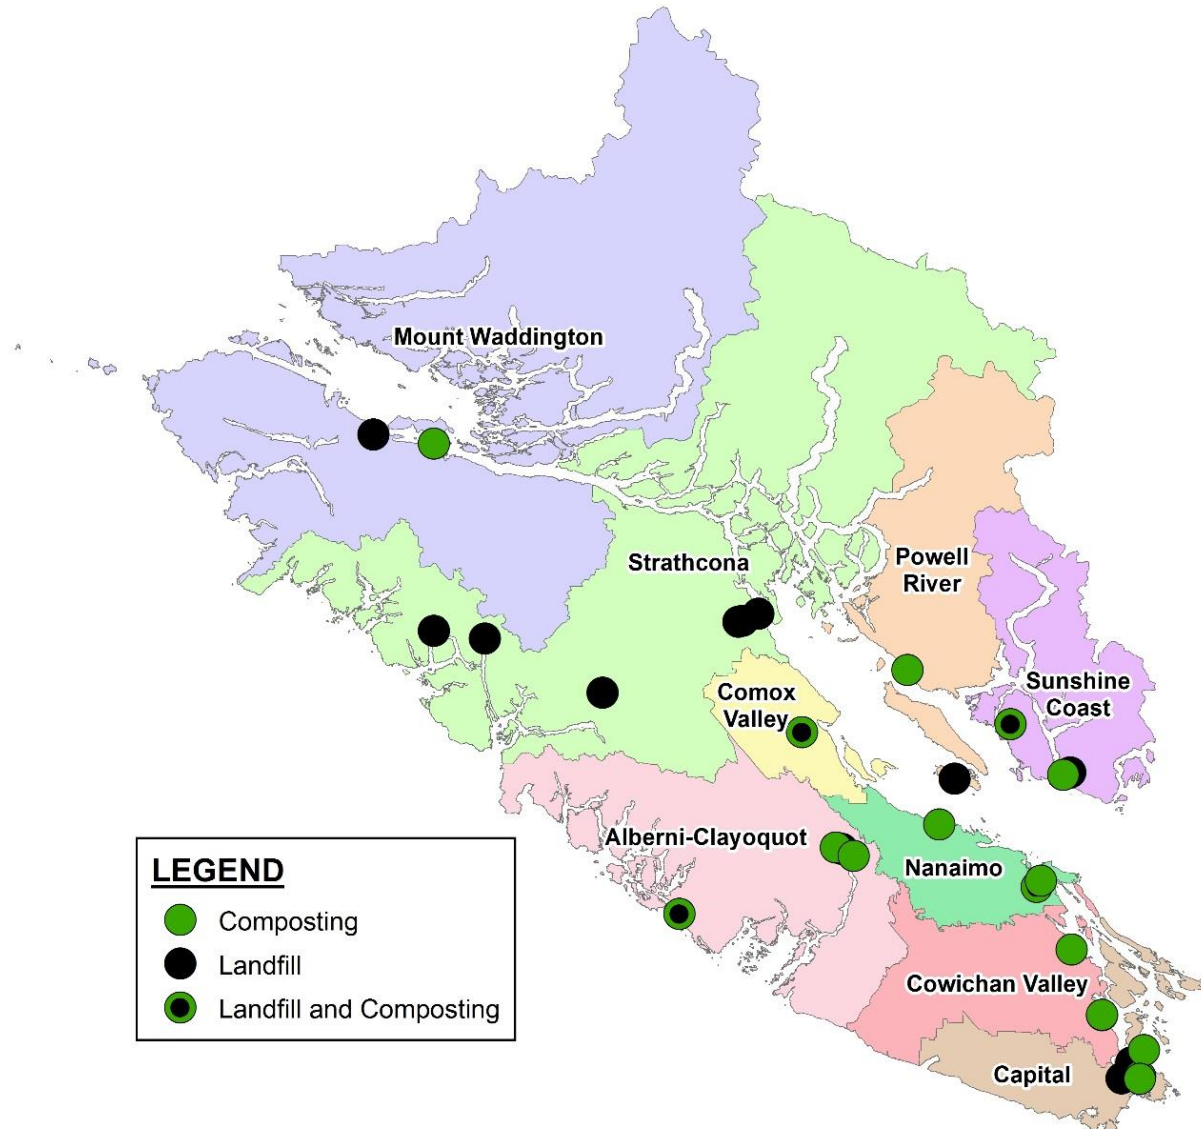 Mount Waddington
Strathcona
Powell
River
Sunshine
Coast
Comox
Valley
Alberni-Clayoquot
Nanaimo
Cowichan Valley
Capital
LEGEND
Composting
Landfill
Landfill and Composting